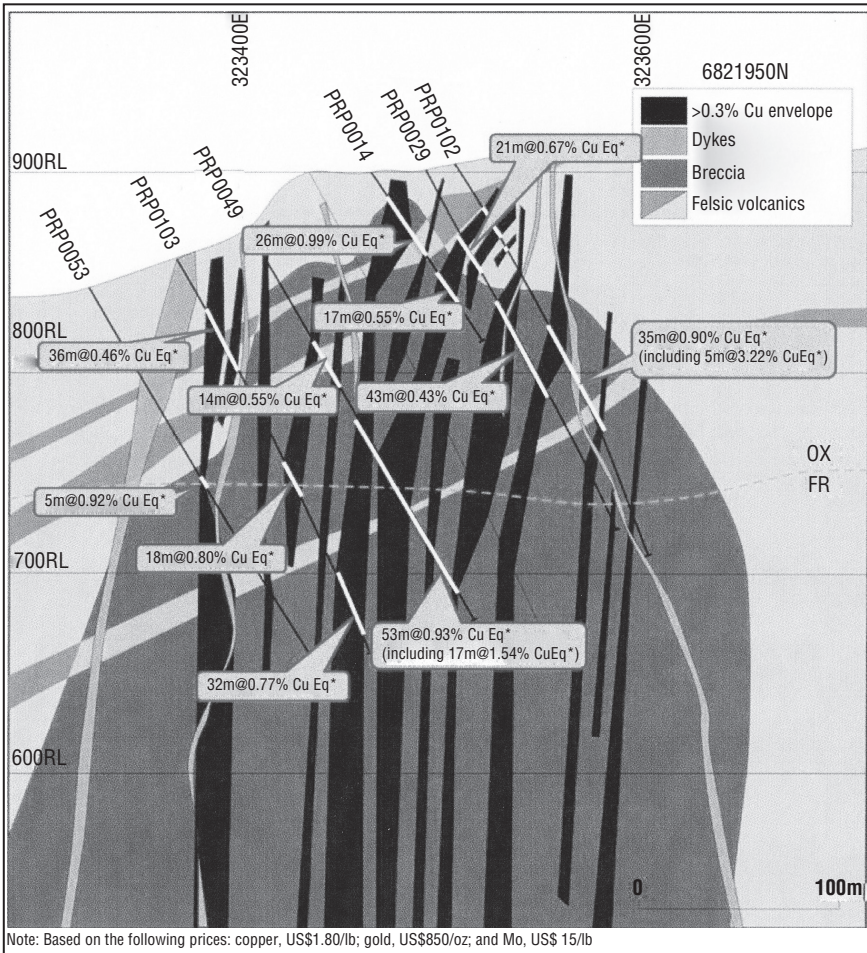 323400E
323600E
6821950N
>0.3% Cu envelope
Dykes
Breccia
Felsic volcanics
PRP0014
PRP0029
PRP0102
21m@0.67% Cu Eq*
900RL
PRP0049
PRP0103
PRP0053
26m@0.99% Cu Eq*
17m@0.55% Cu Eq*
800RL
36m@0.46% Cu Eq*
35m@0.90% Cu Eq*
(including 5m@3.22% CuEq*)
14m@0.55% Cu Eq*
43m@0.43% Cu Eq*
OX
FR
5m@0.92% Cu Eq*
18m@0.80% Cu Eq*
700RL
53m@0.93% Cu Eq*
(including 17m@1.54% CuEq*)
32m@0.77% Cu Eq*
600RL
0
100m
Note: Based on the following prices: copper, US$1.80/lb; gold, US$850/oz; and Mo, US$ 15/lb